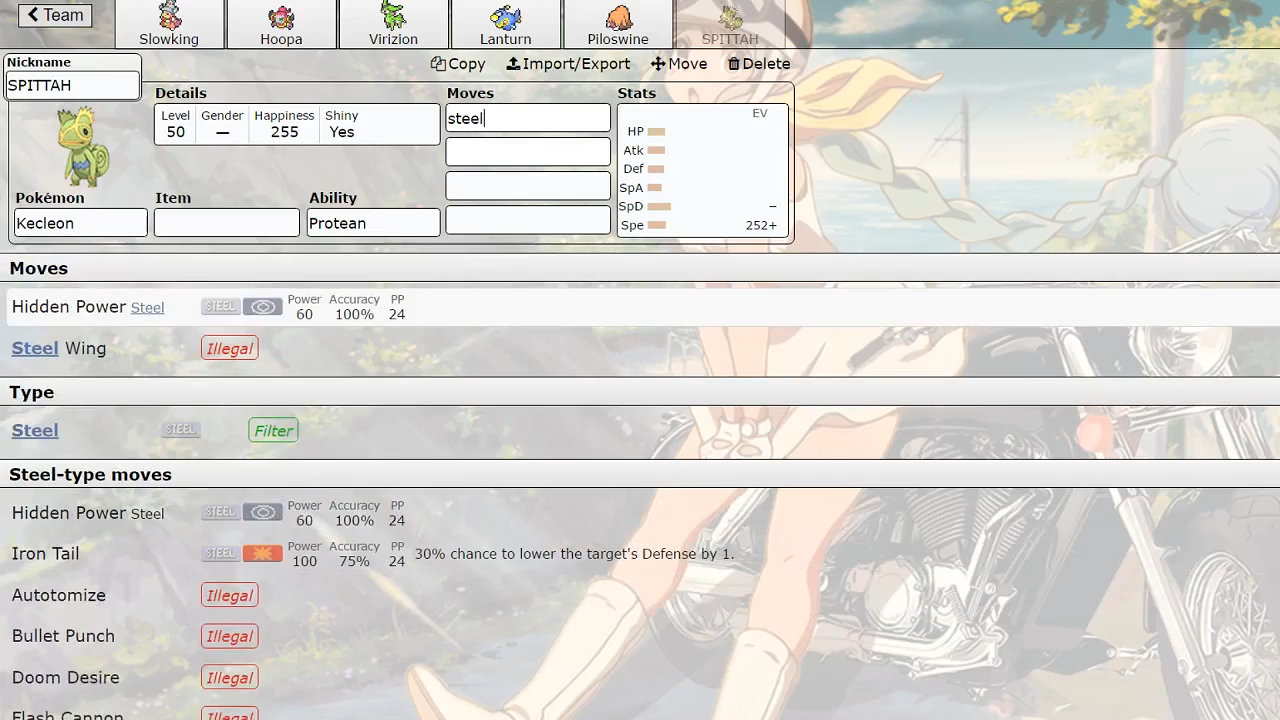 Team
Slowking
Hoopa
Virizion
Lanturn
Piloswine
SPITTAH
Nickname
SPITTAH
Copy
Import/Export
Move
Delete
Details
Level
50
Gender
—
Happiness
255
Shiny
Yes
Moves
steel
Stats
EV
HP
Atk
Def
SpA
SpD –
Spe 252+
Pokémon
Kecleon
Item
Ability
Protean
Moves
Hidden Power Steel STEEL Power 60 Accuracy 100% PP 24
Steel Wing Illegal
Type
Steel STEEL Filter
Steel-type moves
Hidden Power Steel STEEL Power 60 Accuracy 100% PP 24
Iron Tail STEEL Power 100 Accuracy 75% PP 24 30% chance to lower the target's Defense by 1.
Autotomize Illegal
Bullet Punch Illegal
Doom Desire Illegal
Flash Cannon Illegal